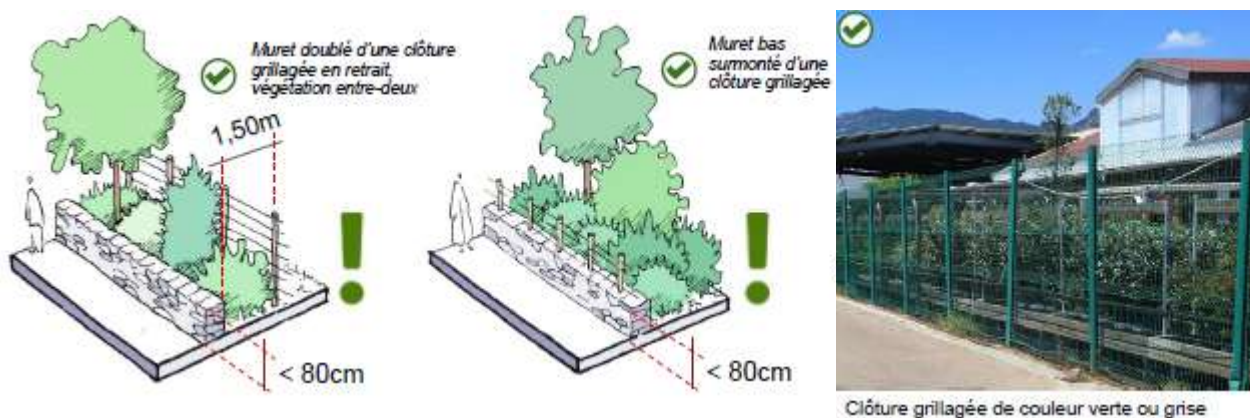 Muret doublé d'une clôture
grillagée en retrait,
végétation entre-deux
1,50m
< 80cm
Muret bas
surmonté d'une
clôture grillagée
< 80cm
Clôture grillagée de couleur verte ou grise